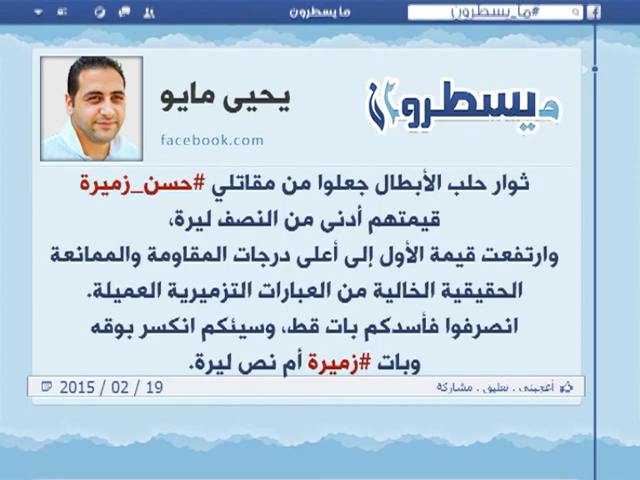 مايسطرون
#ما_يسطرون
يحيى مايو
facebook.com
ما يسطرون
ثوار حلب الأبطال جعلوا من مقاتلي #حسن_زميرة
قيمتهم أدنى من النصف ليرة،
وارتفعت قيمة الأول إلى أعلى درجات المقاومة والممانعة
الحقيقية الخالية من العبارات التزميرية العميلة.
انصرفوا فأسدكم بات قط، وسيئكم انكسر بوقه
وبات #زميرة أم نص ليرة.
أعجبني . تعليق . مشاركة
2015 / 02 / 19